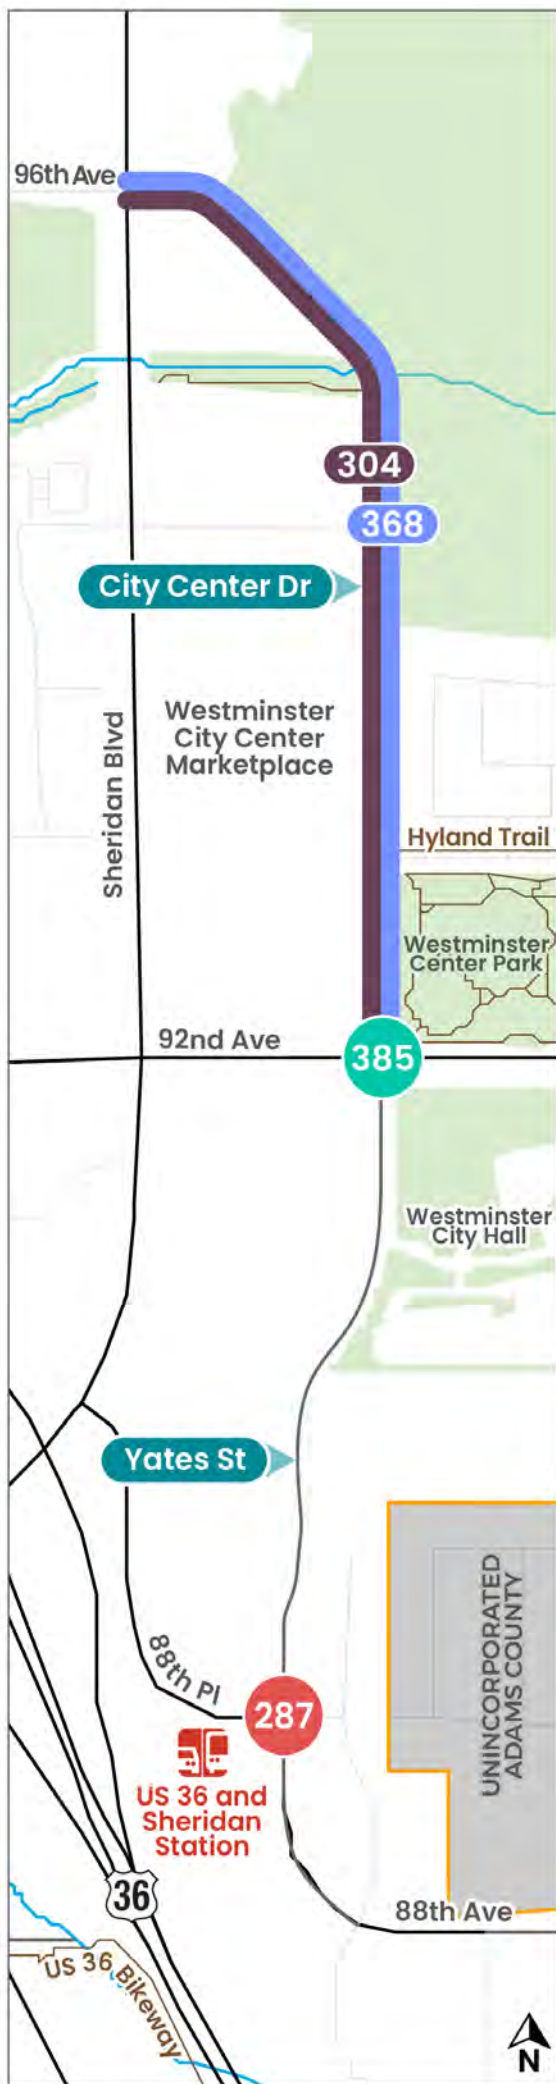 96th Ave
304
368
City Center Dr
Westminster
City Center
Marketplace
Sheridan Blvd
Hyland Trail
Westminster
Center Park
92nd Ave
385
Westminster
City Hall
Yates St
UNINCORPORATED
ADAMS COUNTY
88th Pl
287
US 36 and
Sheridan
Station
36
88th Ave
US 36 Bikeway
N